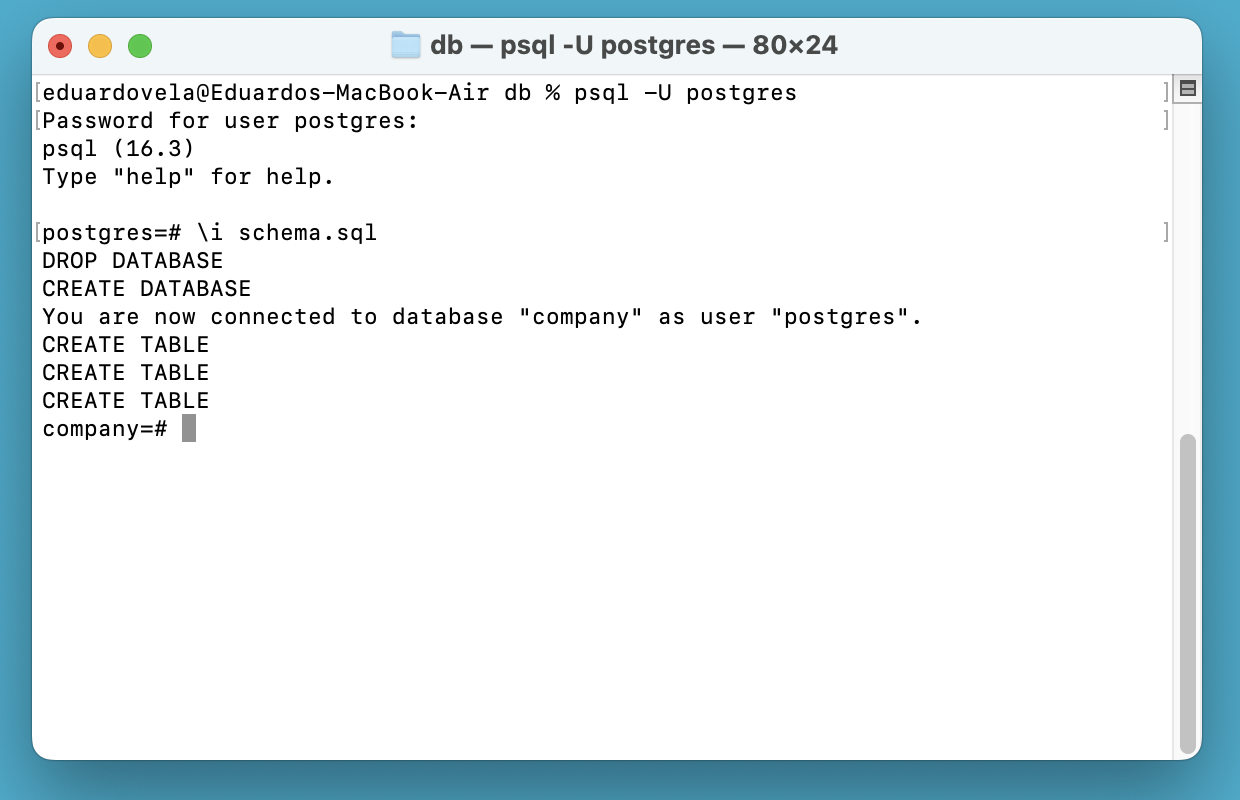 db — psql -U postgres — 80×24
[eduardovela@Eduardos-MacBook-Air db % psql -U postgres ]
[Password for user postgres: ]
psql (16.3)
Type "help" for help.
[postgres=# \i schema.sql ]
DROP DATABASE
CREATE DATABASE
You are now connected to database "company" as user "postgres".
CREATE TABLE
CREATE TABLE
CREATE TABLE
company=#